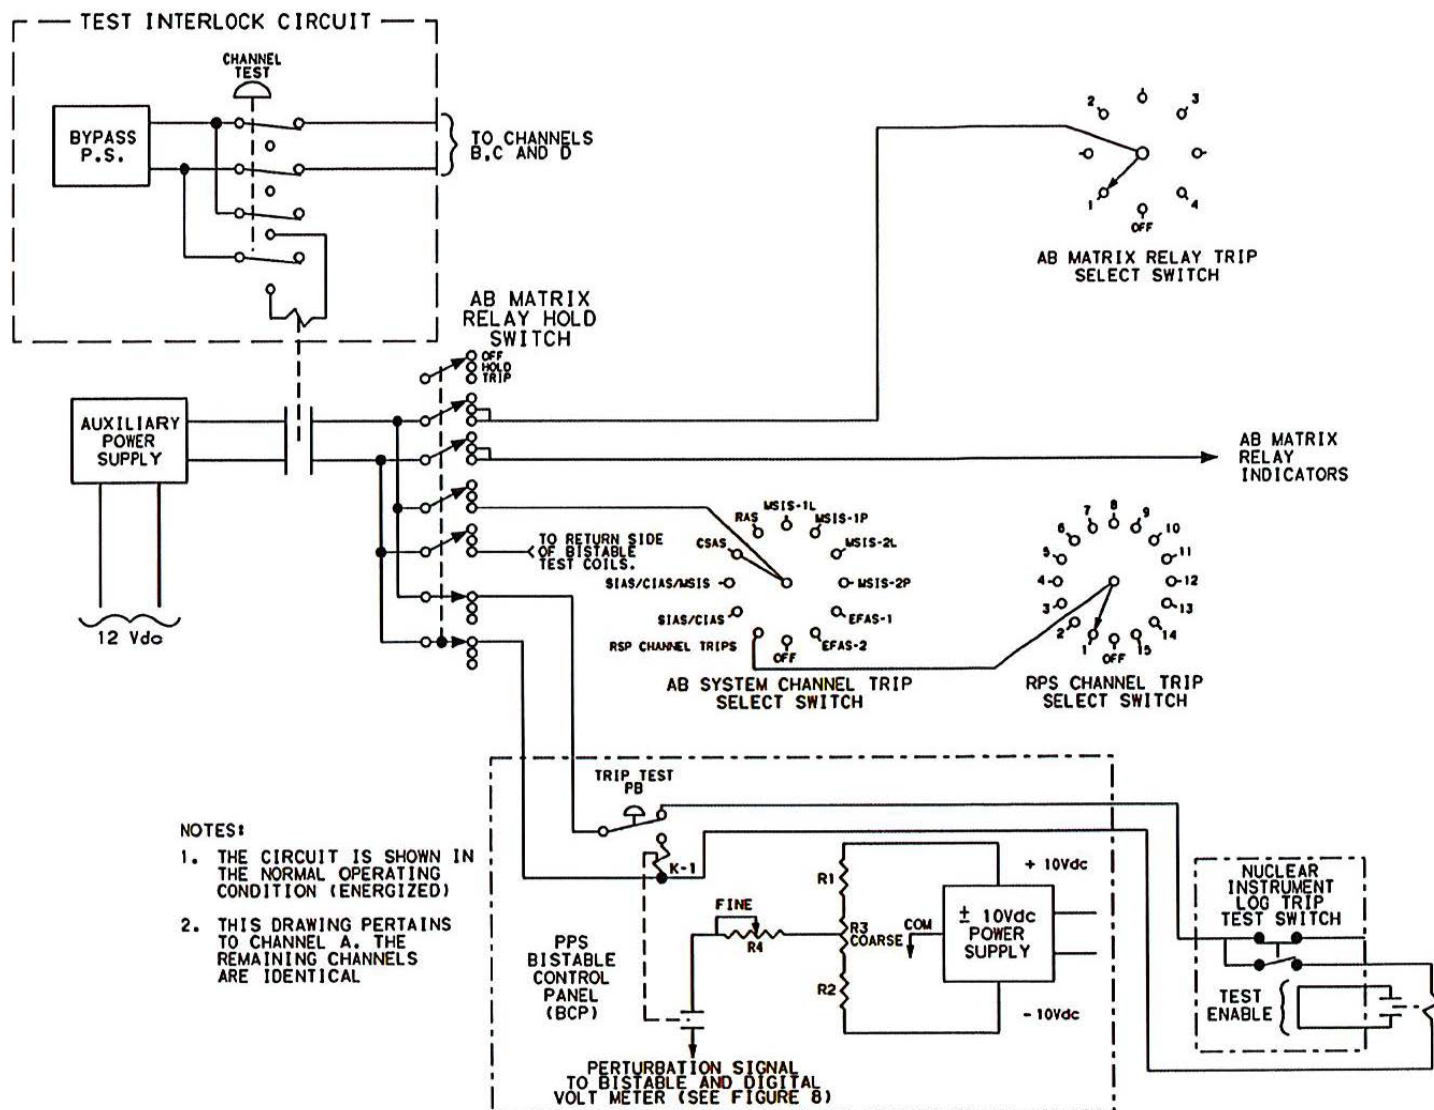 TEST INTERLOCK CIRCUIT
CHANNEL
TEST
BYPASS
P.S.
TO CHANNELS
B,C AND D
2
3
1
4
OFF
AB MATRIX RELAY TRIP
SELECT SWITCH
AB MATRIX
RELAY HOLD
SWITCH
OFF
HOLD
TRIP
AUXILIARY
POWER
SUPPLY
12 Vdc
AB MATRIX
RELAY
INDICATORS
TO RETURN SIDE
OF BISTABLE
TEST COILS.
MSIS-1L
RAS
MSIS-1P
CSAS
MSIS-2L
SIAS/CIAS/MSIS
MSIS-2P
SIAS/CIAS
EFAS-1
RSP CHANNEL TRIPS
OFF
EFAS-2
AB SYSTEM CHANNEL TRIP
SELECT SWITCH
8
7
9
6
10
5
11
4
12
3
13
2
14
1
OFF
15
RPS CHANNEL TRIP
SELECT SWITCH
NOTES:
1. THE CIRCUIT IS SHOWN IN
THE NORMAL OPERATING
CONDITION (ENERGIZED)
2. THIS DRAWING PERTAINS
TO CHANNEL A. THE
REMAINING CHANNELS
ARE IDENTICAL
TRIP TEST
PB
K-1
FINE
R4
R1
R3
COARSE
R2
COM
+ 10Vdc
± 10Vdc
POWER
SUPPLY
- 10Vdc
PPS
BISTABLE
CONTROL
PANEL
(BCP)
PERTURBATION SIGNAL
TO BISTABLE AND DIGITAL
VOLT METER (SEE FIGURE 8)
NUCLEAR
INSTRUMENT
LOG TRIP
TEST SWITCH
TEST
ENABLE